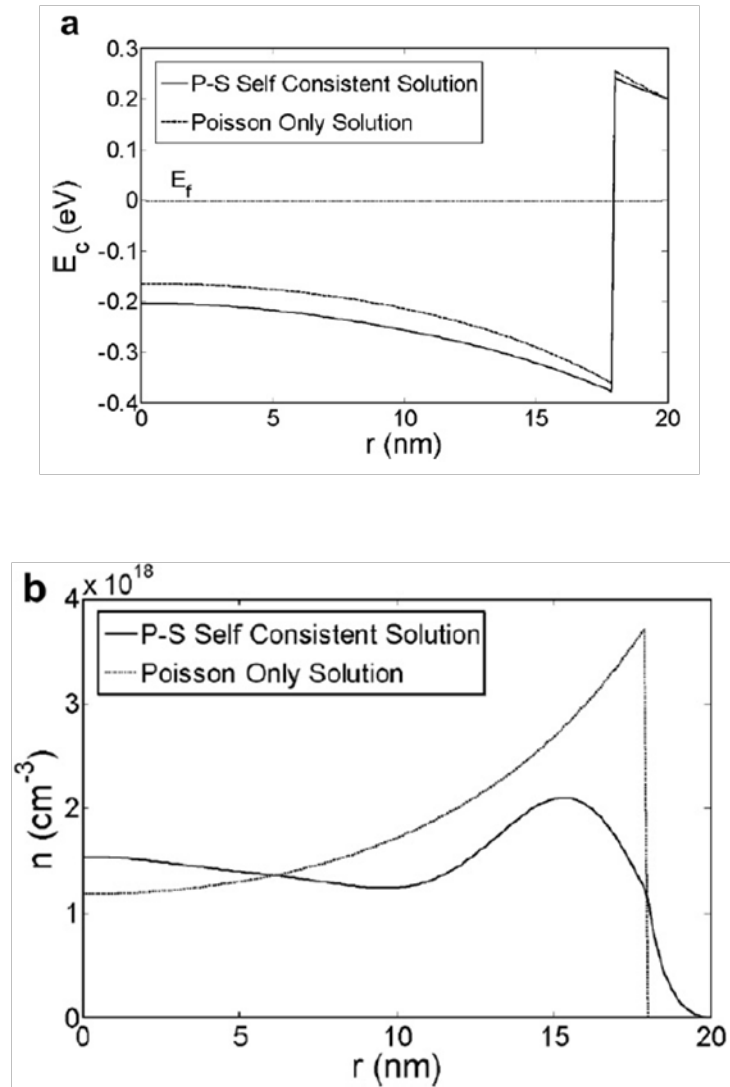 a
0.3
P-S Self Consistent Solution
0.2
Poisson Only Solution
0.1
E_f
0
E_c (eV)
-0.1
-0.2
-0.3
-0.4
0 5 10 15 20
r (nm)
b
4 × 10^18
P-S Self Consistent Solution
Poisson Only Solution
3
n (cm^-3)
2
1
0
0 5 10 15 20
r (nm)